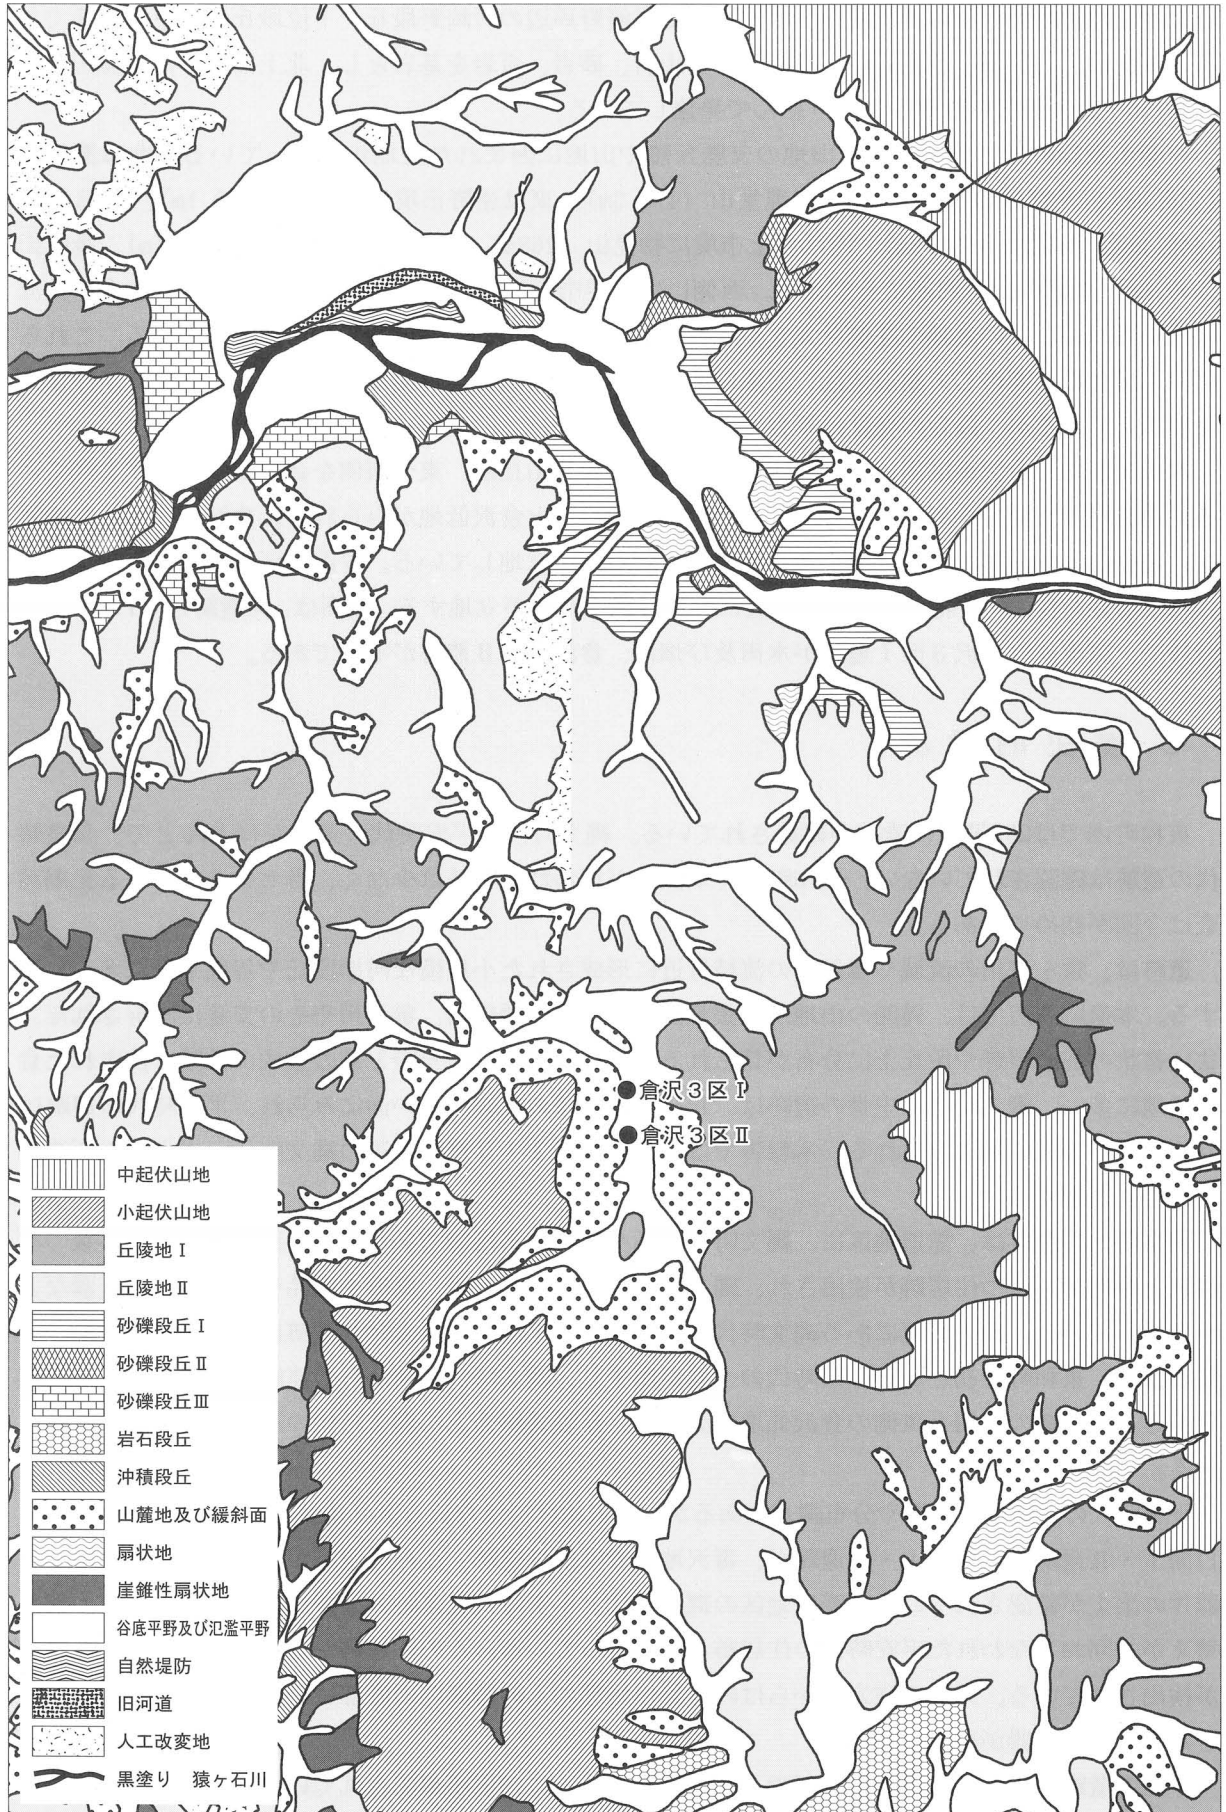 倉沢3区Ⅰ
倉沢3区Ⅱ
中起伏山地
小起伏山地
丘陵地Ⅰ
丘陵地Ⅱ
砂礫段丘Ⅰ
砂礫段丘Ⅱ
砂礫段丘Ⅲ
岩石段丘
沖積段丘
山麓地及び緩斜面
扇状地
崖錐性扇状地
谷底平野及び氾濫平野
自然堤防
旧河道
人工改変地
黒塗り 猿ヶ石川